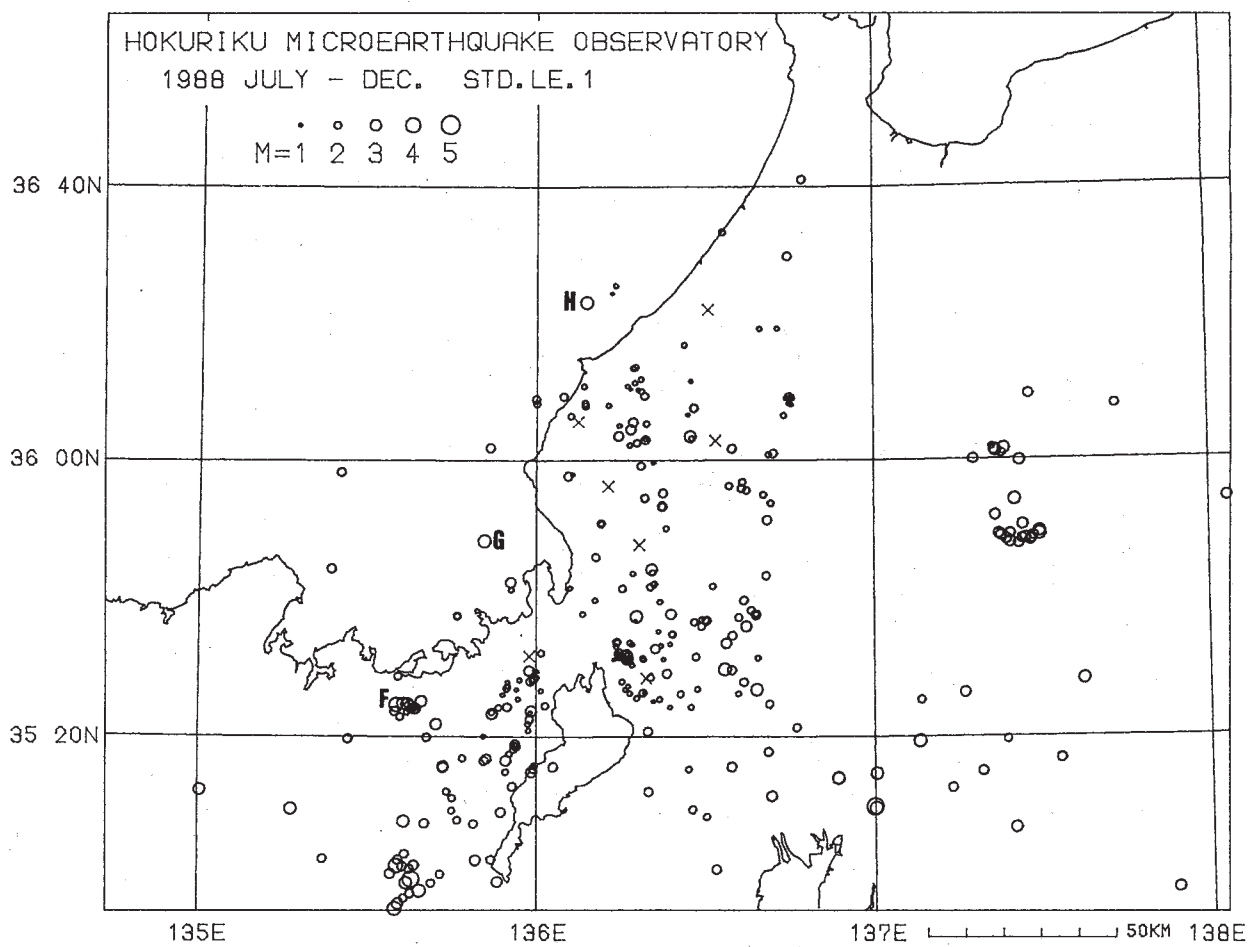 HOKURIKU MICROEARTHQUAKE OBSERVATORY
1988 JULY - DEC. STD.LE.1
M=1 2 3 4 5
36 40N
H
36 00N
G
F
35 20N
135E 136E 137E 50KM 138E